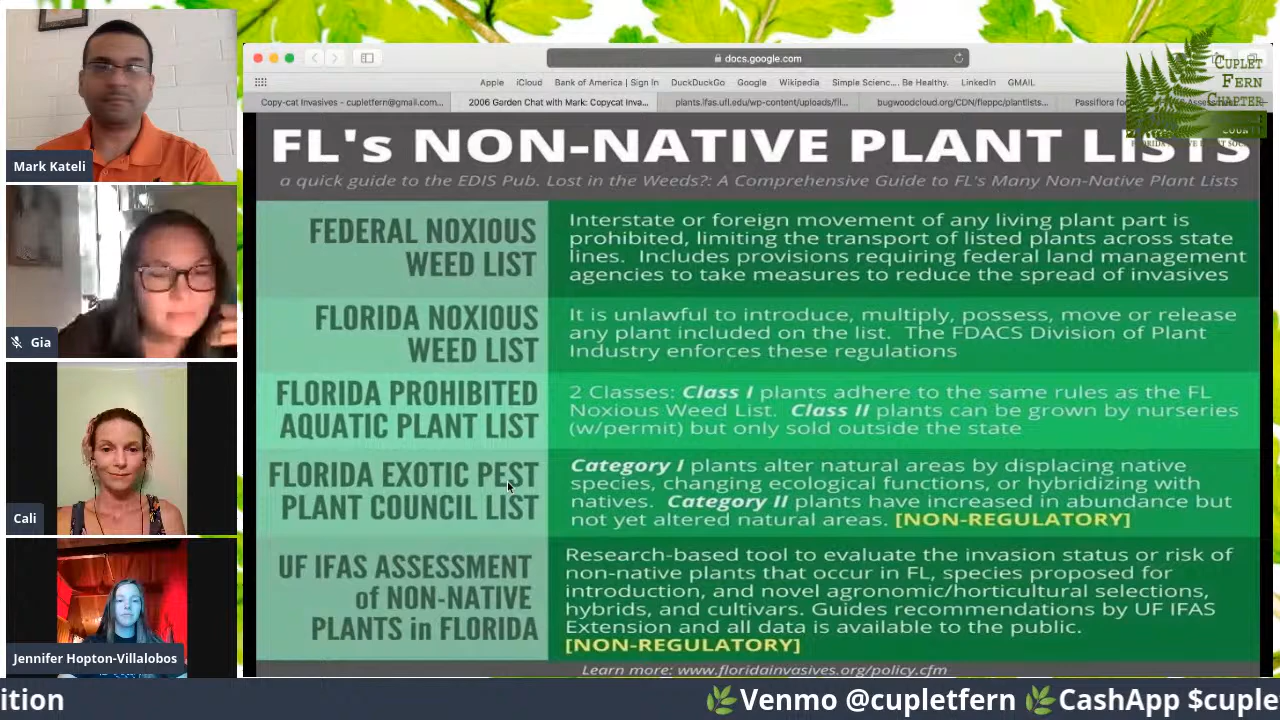 Mark Kateli
Gia
Cali
Jennifer Hopton-Villalobos
docs.google.com
Apple iCloud Bank of America | Sign In DuckDuckGo Google Wikipedia Simple Scienc.... Be Healthy. LinkedIn GMAIL
Copy-cat Invasives - cupletfern@gmail.com... 2006 Garden Chat with Mark: Copycat Inva... plants.ifas.ufl.edu/wp-content/uploads/fil... bugwoodcloud.org/CDN/fleppc/plantlists... Passiflora fo
CUPLET
FERN
CHAPTER
FL's NON-NATIVE PLANT LISTS
a quick guide to the EDIS Pub. Lost in the Weeds?: A Comprehensive Guide to FL's Many Non-Native Plant Lists
FEDERAL NOXIOUS
WEED LIST
Interstate or foreign movement of any living plant part is
prohibited, limiting the transport of listed plants across state
lines. Includes provisions requiring federal land management
agencies to take measures to reduce the spread of invasives
FLORIDA NOXIOUS
WEED LIST
It is unlawful to introduce, multiply, possess, move or release
any plant included on the list. The FDACS Division of Plant
Industry enforces these regulations
FLORIDA PROHIBITED
AQUATIC PLANT LIST
2 Classes: Class I plants adhere to the same rules as the FL
Noxious Weed List. Class II plants can be grown by nurseries
(w/permit) but only sold outside the state
FLORIDA EXOTIC PEST
PLANT COUNCIL LIST
Category I plants alter natural areas by displacing native
species, changing ecological functions, or hybridizing with
natives. Category II plants have increased in abundance but
not yet altered natural areas. [NON-REGULATORY]
UF IFAS ASSESSMENT
of NON-NATIVE
PLANTS in FLORIDA
Research-based tool to evaluate the invasion status or risk of
non-native plants that occur in FL, species proposed for
introduction, and novel agronomic/horticultural selections,
hybrids, and cultivars. Guides recommendations by UF IFAS
Extension and all data is available to the public.
[NON-REGULATORY]
Learn more: www.floridainvasives.org/policy.cfm
ition Venmo @cupletfern CashApp $cuple